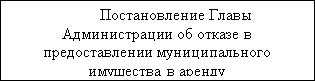 Постановление Главы
Администрации об отказе в
предоставлении муниципального
имущества в аренду